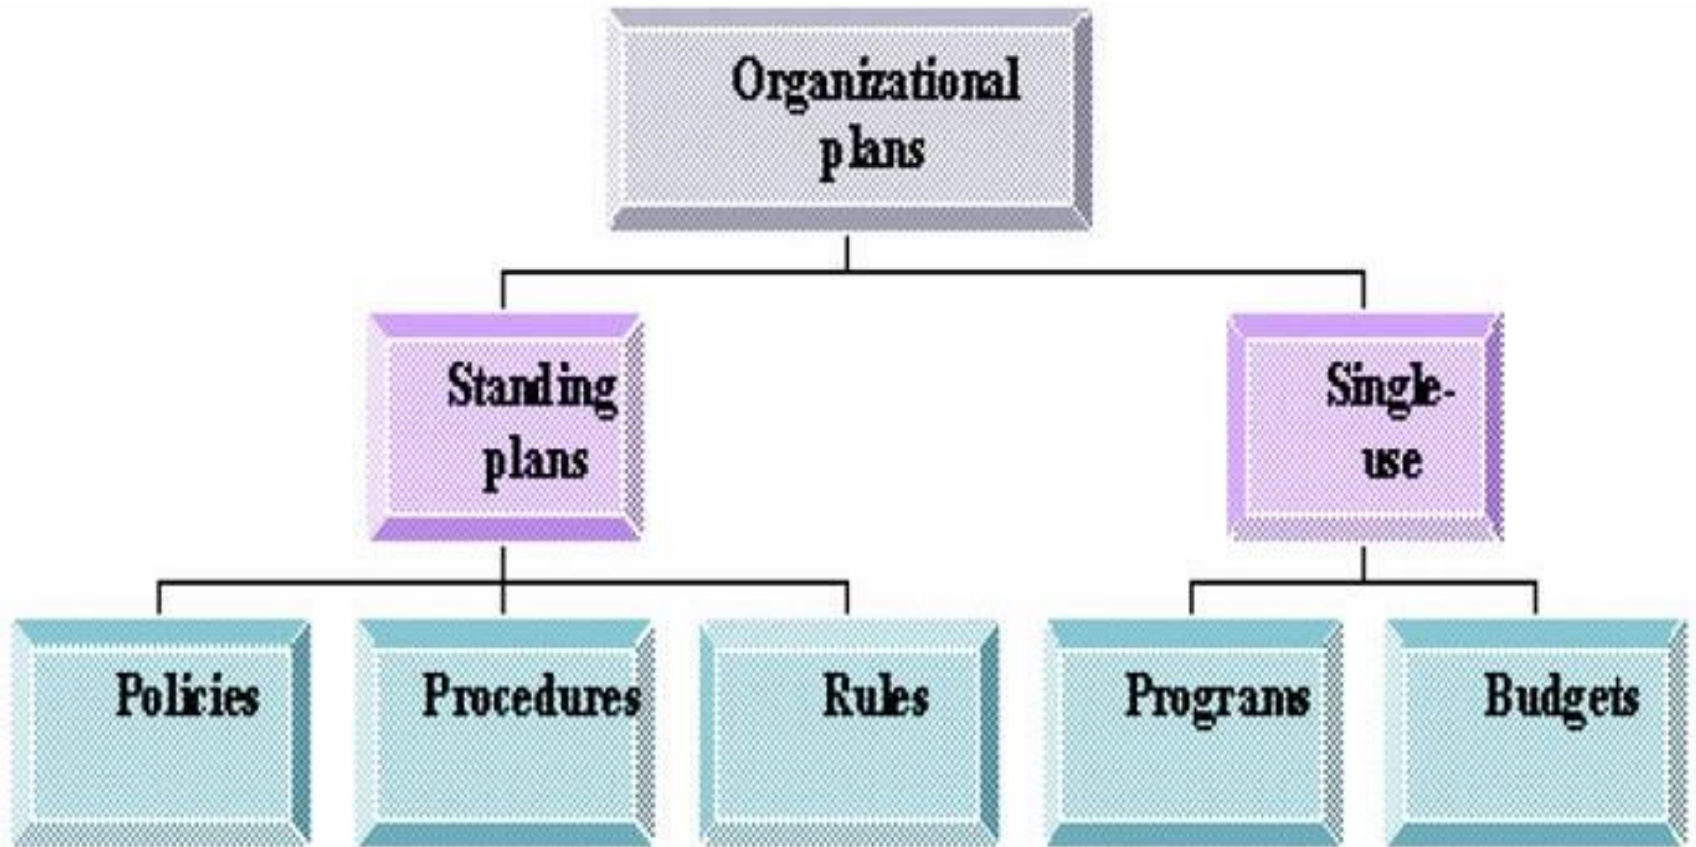 Organizational
plans
Standing
plans
Single-
use
Policies
Procedures
Rules
Programs
Budgets